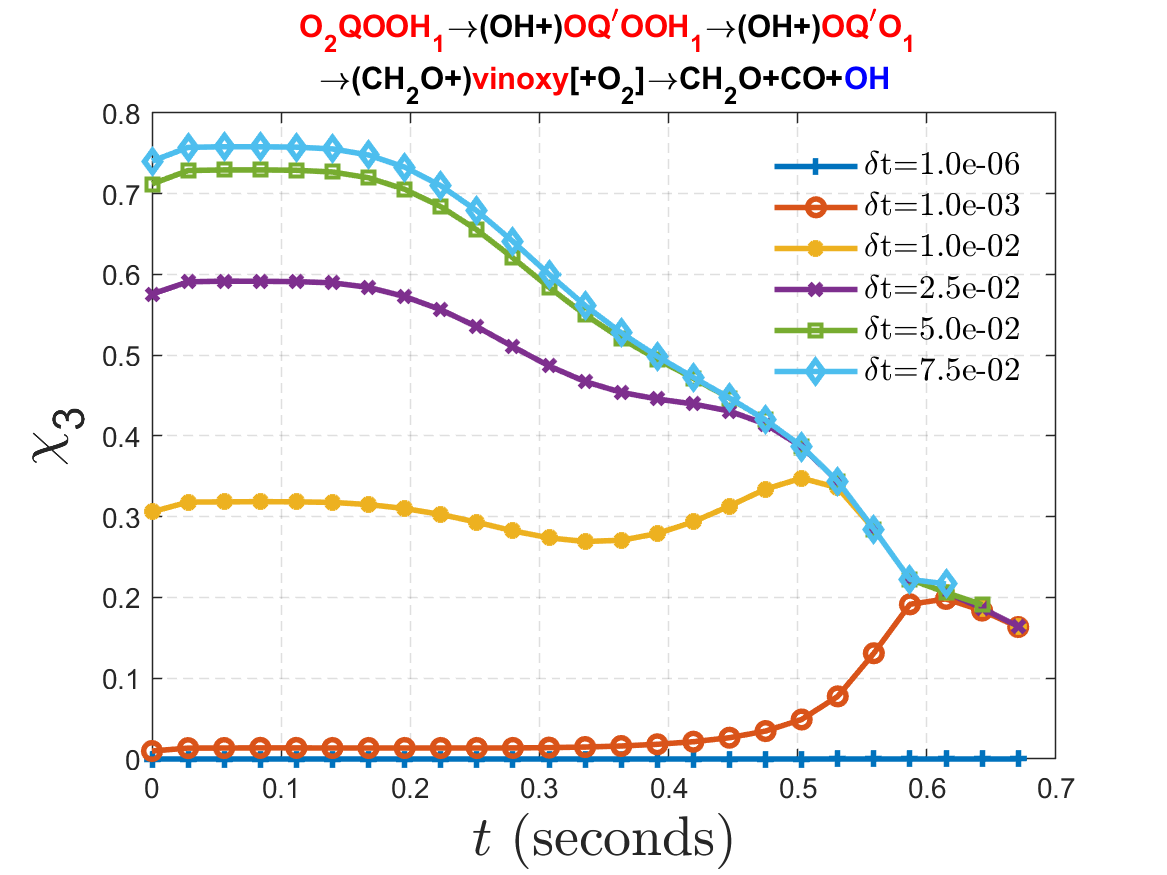 O₂QOOH₁→(OH+)OQ′OOH₁→(OH+)OQ′O₁
→(CH₂O+)vinoxy[+O₂]→CH₂O+CO+OH
0.8
0.7
0.6
0.5
0.4
0.3
0.2
0.1
0
χ₃
δt=1.0e-06
δt=1.0e-03
δt=1.0e-02
δt=2.5e-02
δt=5.0e-02
δt=7.5e-02
0 0.1 0.2 0.3 0.4 0.5 0.6 0.7
t (seconds)